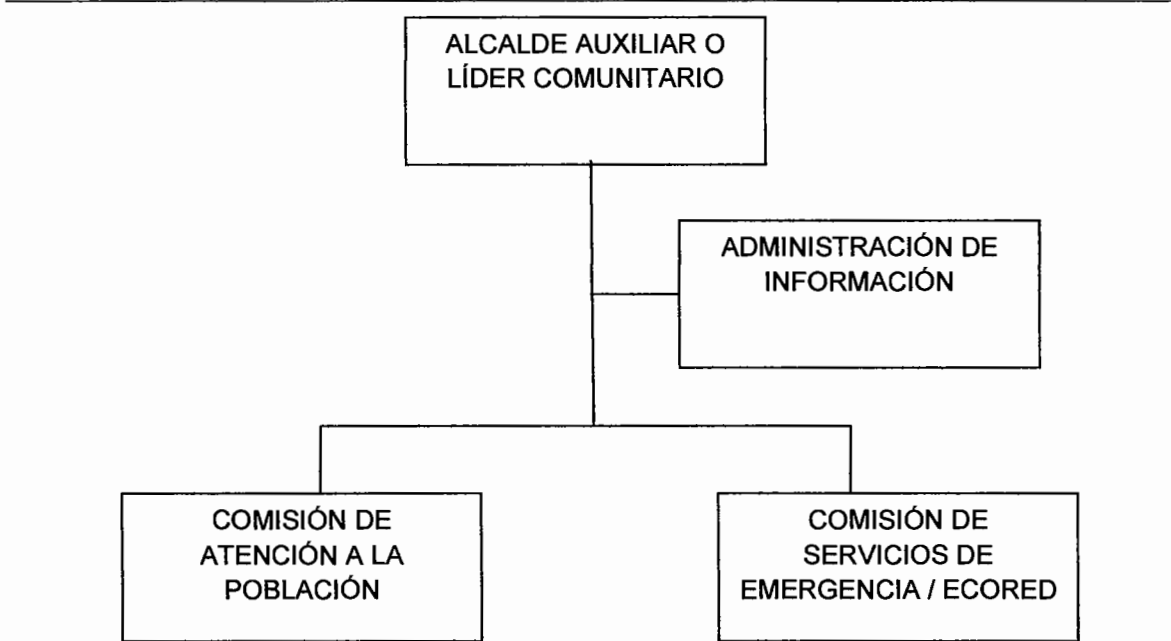 ALCALDE AUXILIAR O
LÍDER COMUNITARIO
ADMINISTRACIÓN DE
INFORMACIÓN
COMISIÓN DE
ATENCIÓN A LA
POBLACIÓN
COMISIÓN DE
SERVICIOS DE
EMERGENCIA / ECORED